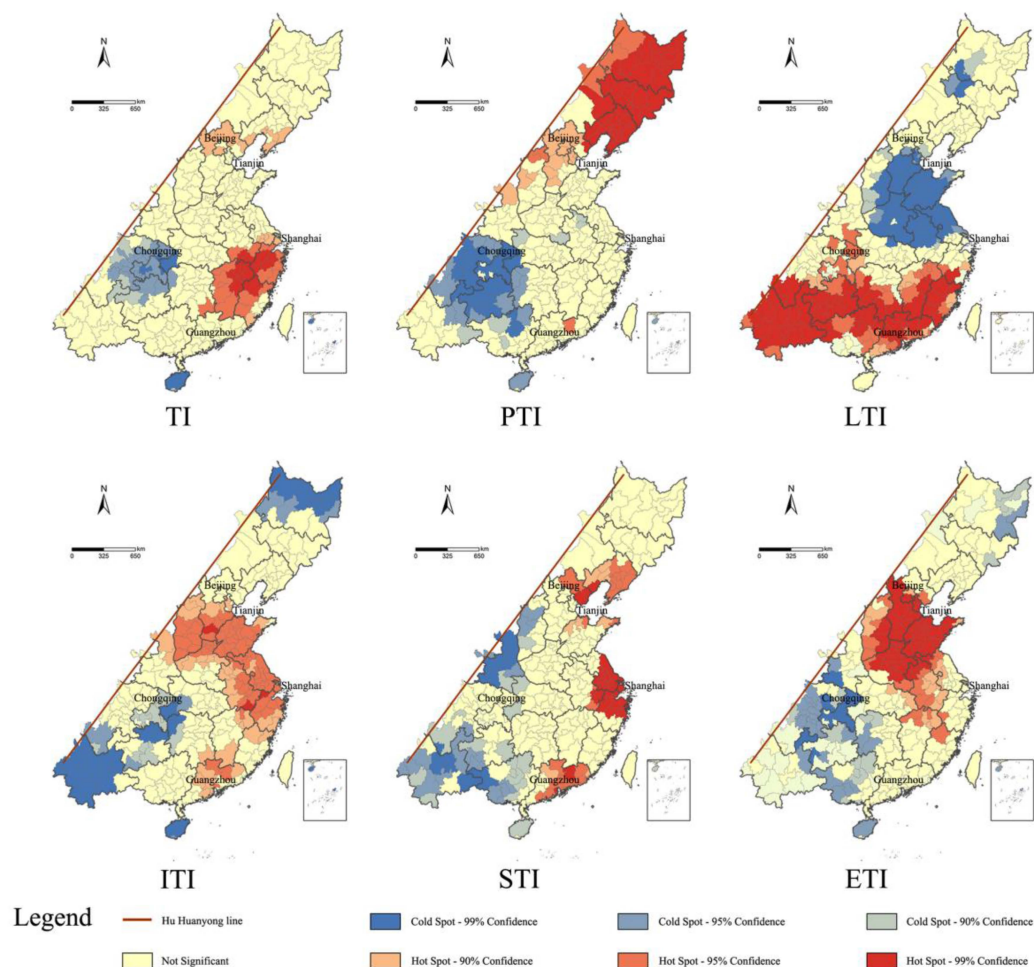 N N N
0 325 650 km 0 325 650 km 0 325 650 km
Beijing Beijing Beijing
Tianjin Tianjin Tianjin
Shanghai Shanghai Shanghai
Chongqing Chongqing Chongqing
Guangzhou Guangzhou Guangzhou
TI PTI LTI
N N N
0 325 650 km 0 325 650 km 0 325 650 km
Beijing Beijing Beijing
Tianjin Tianjin Tianjin
Shanghai Shanghai Shanghai
Chongqing Chongqing Chongqing
Guangzhou Guangzhou Guangzhou
ITI STI ETI
Legend Hu Huanyong line Cold Spot - 99% Confidence Cold Spot - 95% Confidence Cold Spot - 90% Confidence
Not Significant Hot Spot - 90% Confidence Hot Spot - 95% Confidence Hot Spot - 99% Confidence